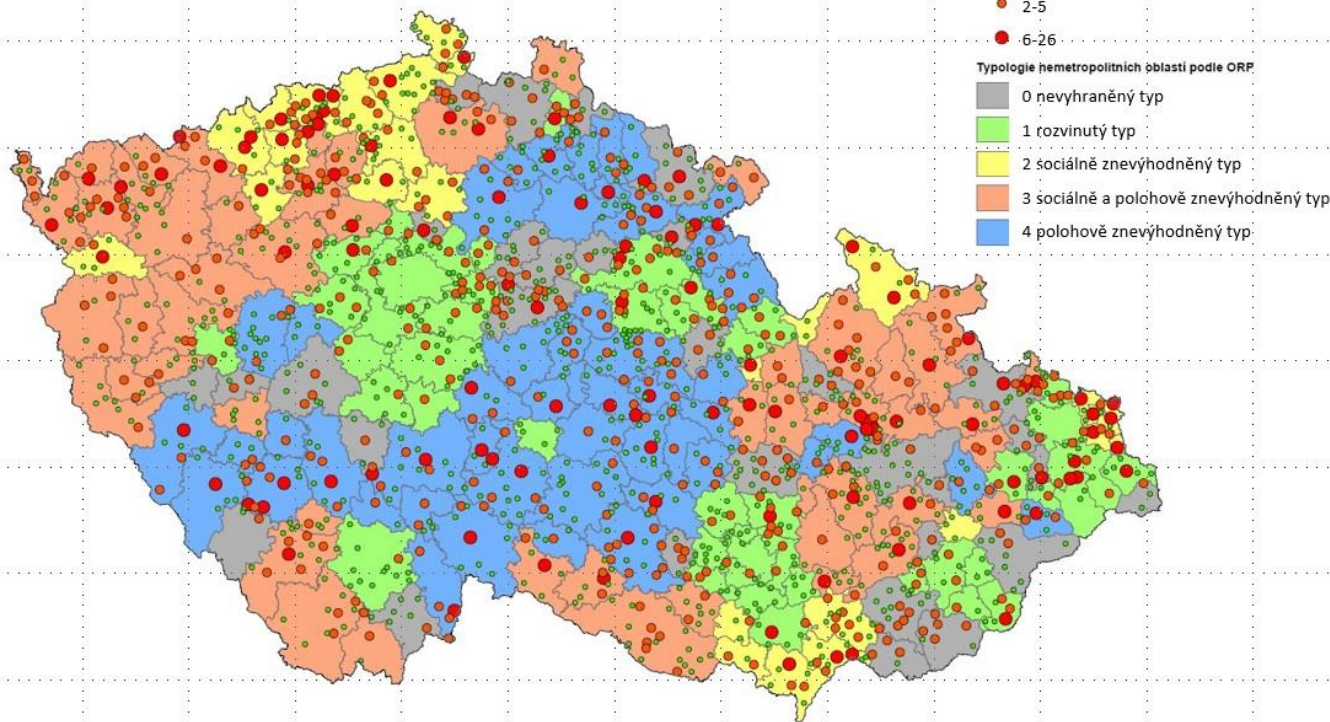 2-5
6-26
Typologie nemetropolitních oblastí podle ORP
0 nevyhraněný typ
1 rozvinutý typ
2 sociálně znevýhodněný typ
3 sociálně a polohově znevýhodněný typ
4 polohově znevýhodněný typ